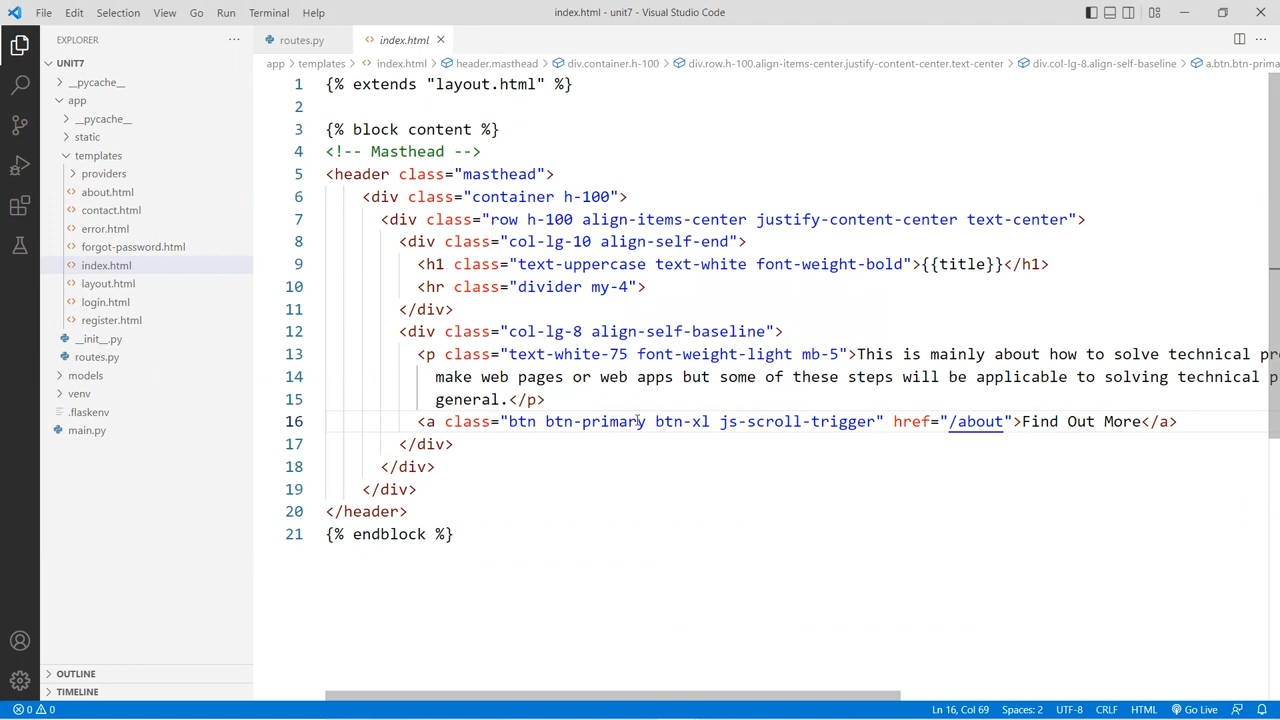 File Edit Selection View Go Run Terminal Help index.html - unit7 - Visual Studio Code
EXPLORER
UNIT7
__pycache__
app
__pycache__
static
templates
providers
about.html
contact.html
error.html
forgot-password.html
index.html
layout.html
login.html
register.html
__init__.py
routes.py
models
venv
.flaskenv
main.py
OUTLINE
TIMELINE
routes.py index.html
app > templates > index.html > header.masthead > div.container.h-100 > div.row.h-100.align-items-center.justify-content-center.text-center > div.col-lg-8.align-self-baseline > a.btn.btn-prima
1 {% extends "layout.html" %}
2
3 {% block content %}
4 <!-- Masthead -->
5 <header class="masthead">
6 <div class="container h-100">
7 <div class="row h-100 align-items-center justify-content-center text-center">
8 <div class="col-lg-10 align-self-end">
9 <h1 class="text-uppercase text-white font-weight-bold">{{title}}</h1>
10 <hr class="divider my-4">
11 </div>
12 <div class="col-lg-8 align-self-baseline">
13 <p class="text-white-75 font-weight-light mb-5">This is mainly about how to solve technical pr
14 make web pages or web apps but some of these steps will be applicable to solving technical p
15 general.</p>
16 <a class="btn btn-primary btn-xl js-scroll-trigger" href="/about">Find Out More</a>
17 </div>
18 </div>
19 </div>
20 </header>
21 {% endblock %}
0 0 Ln 16, Col 69 Spaces: 2 UTF-8 CRLF HTML Go Live